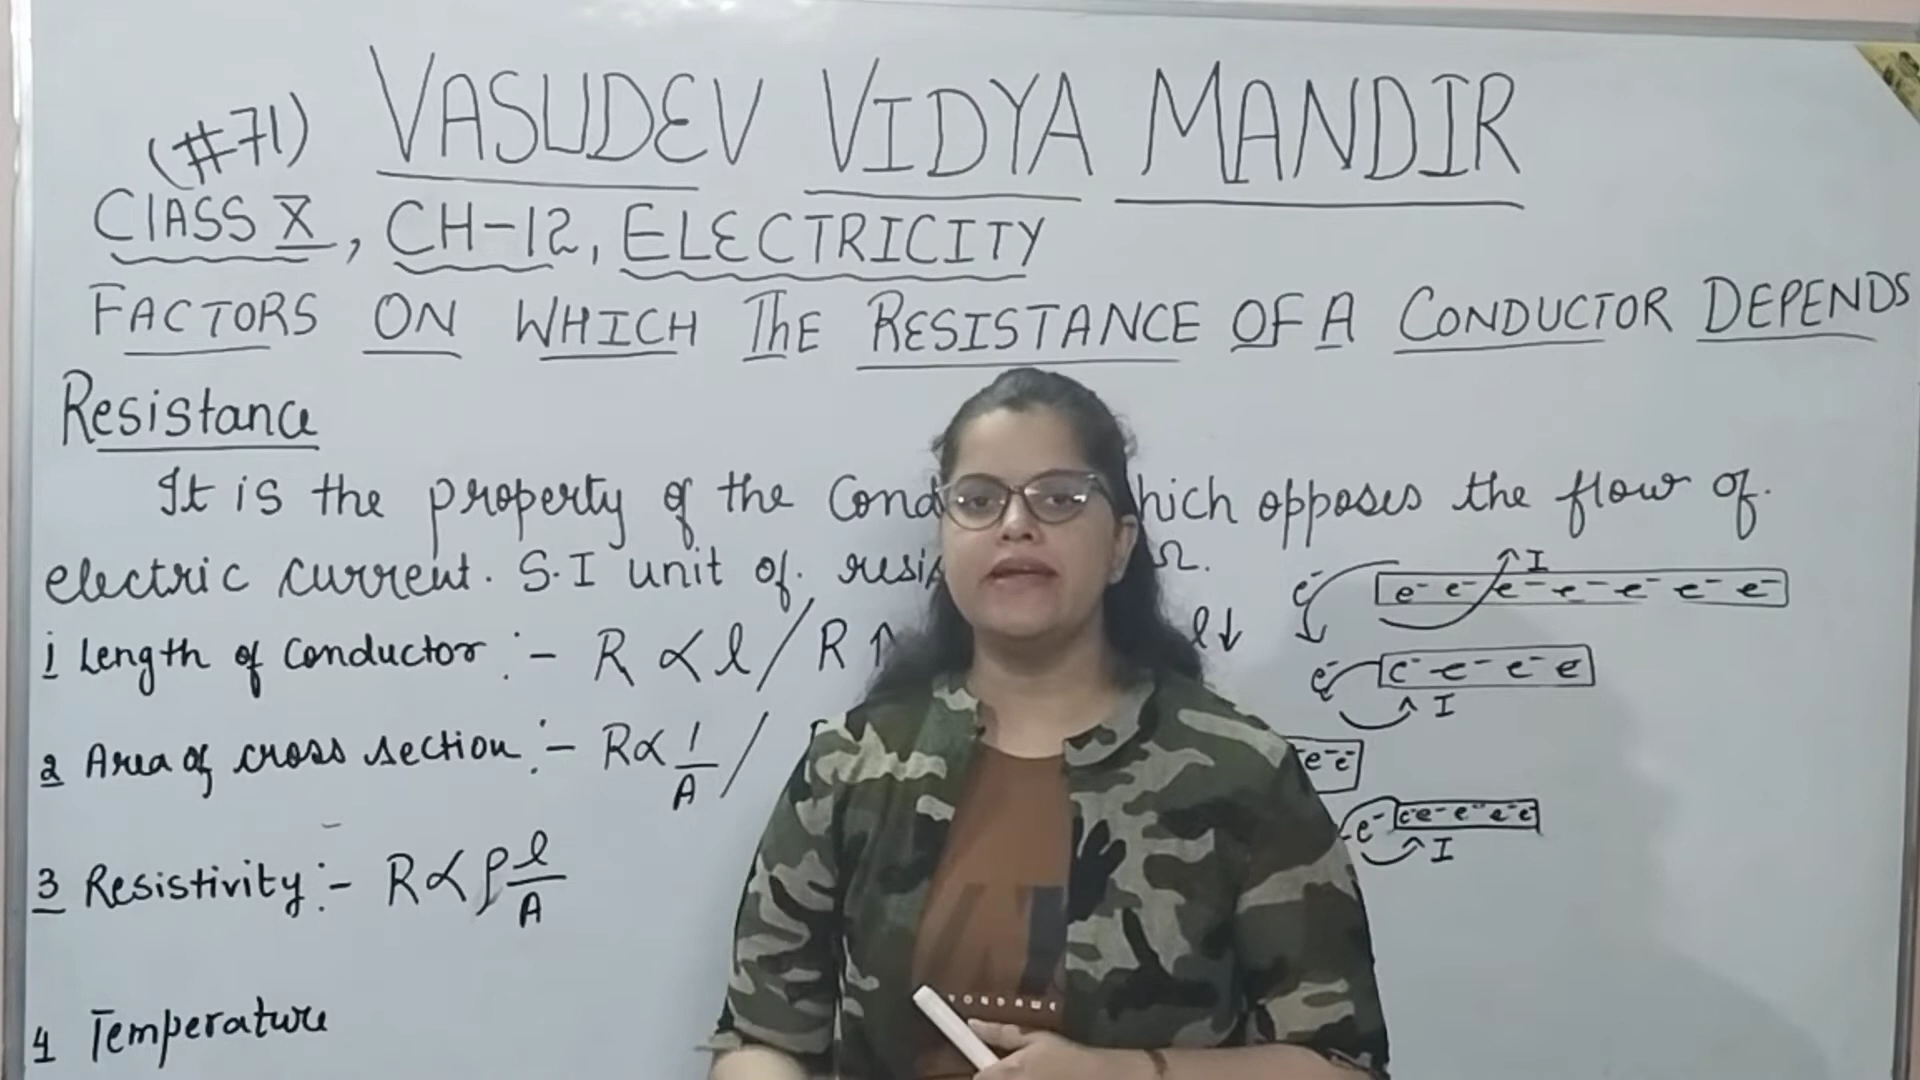 (#71) VASUDEV VIDYA MANDIR
CLASS X, CH-12, ELECTRICITY
FACTORS ON WHICH THE RESISTANCE OF A CONDUCTOR DEPENDS
Resistance
It is the property of the Cond hich opposes the flow of
electric current. S.I unit of resis Ω.
1 Length of Conductor :- R ∝ l / R ↑ l ↓
2 Area of cross section :- R ∝ 1/A /
3 Resistivity :- R ∝ ρ l/A
4 Temperature
e⁻ e⁻ e⁻ e⁻ e⁻ e⁻ e⁻ e⁻ I
e⁻ e⁻ e⁻ e⁻ e I
e⁻ e⁻
e⁻ e⁻ e⁻ e⁻ e⁻ e⁻ I